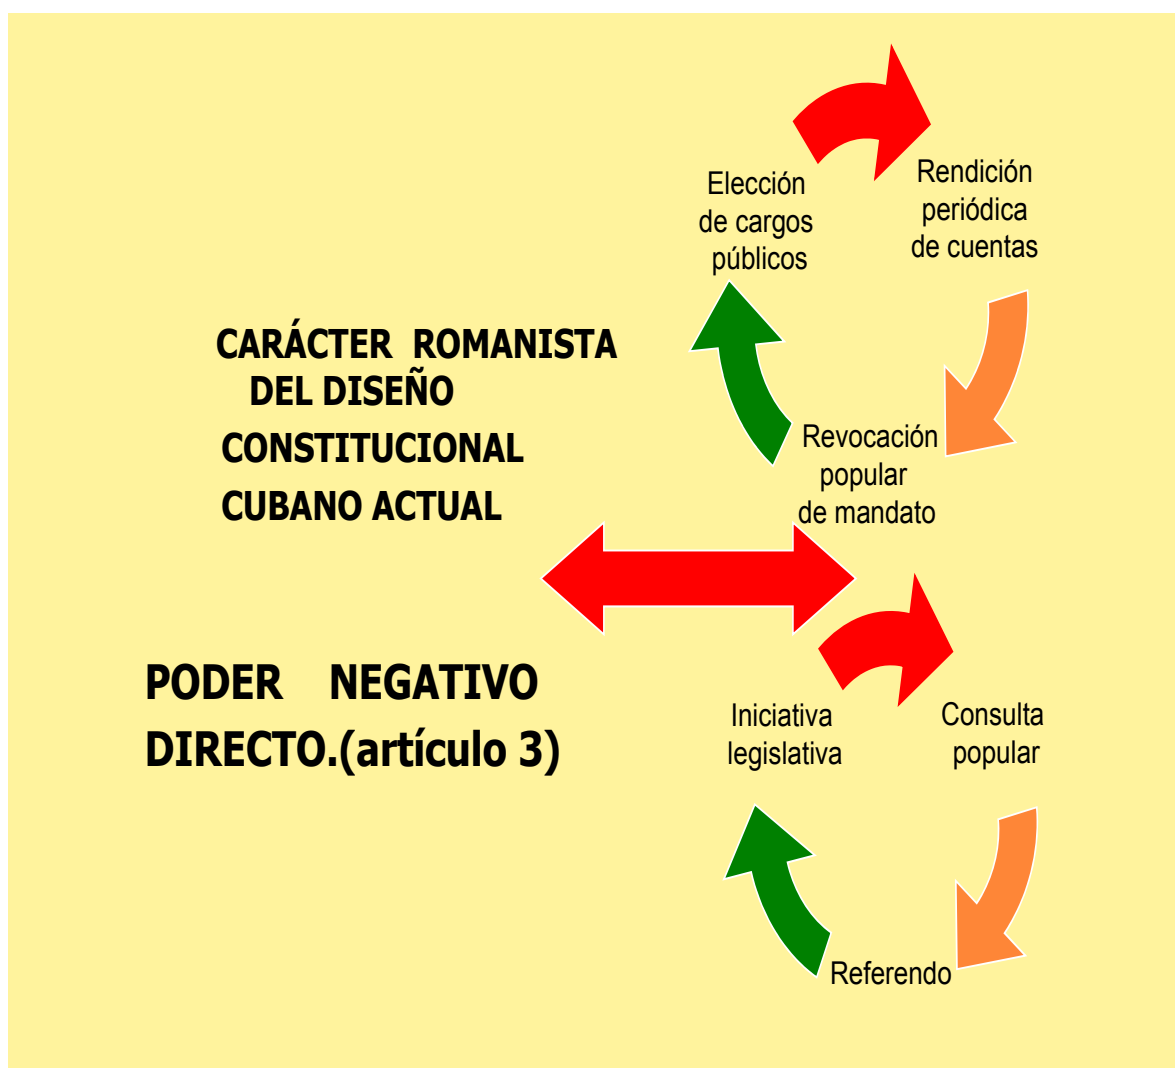 CARÁCTER ROMANISTA
DEL DISEÑO
CONSTITUCIONAL
CUBANO ACTUAL
PODER NEGATIVO
DIRECTO.(artículo 3)
Elección
de cargos
públicos
Rendición
periódica
de cuentas
Revocación
popular
de mandato
Iniciativa
legislativa
Consulta
popular
Referendo